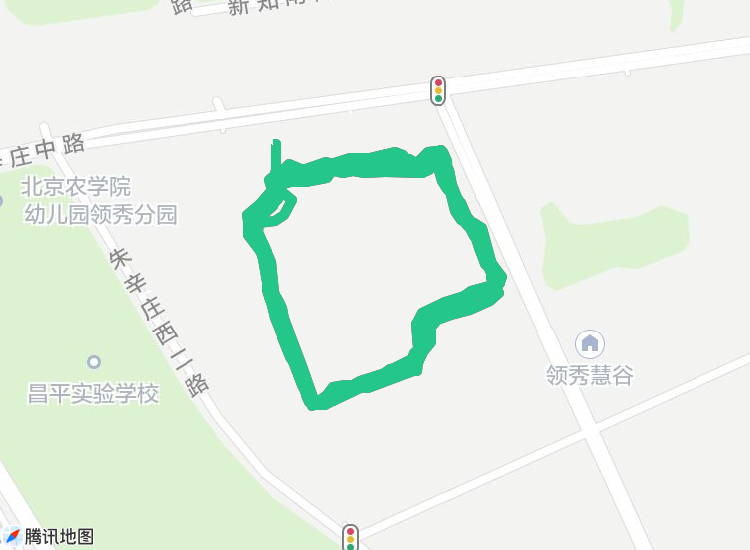 路
新知南
庄中路
北京农学院
幼儿园领秀分园
朱辛庄西二路
领秀慧谷
昌平实验学校
腾讯地图